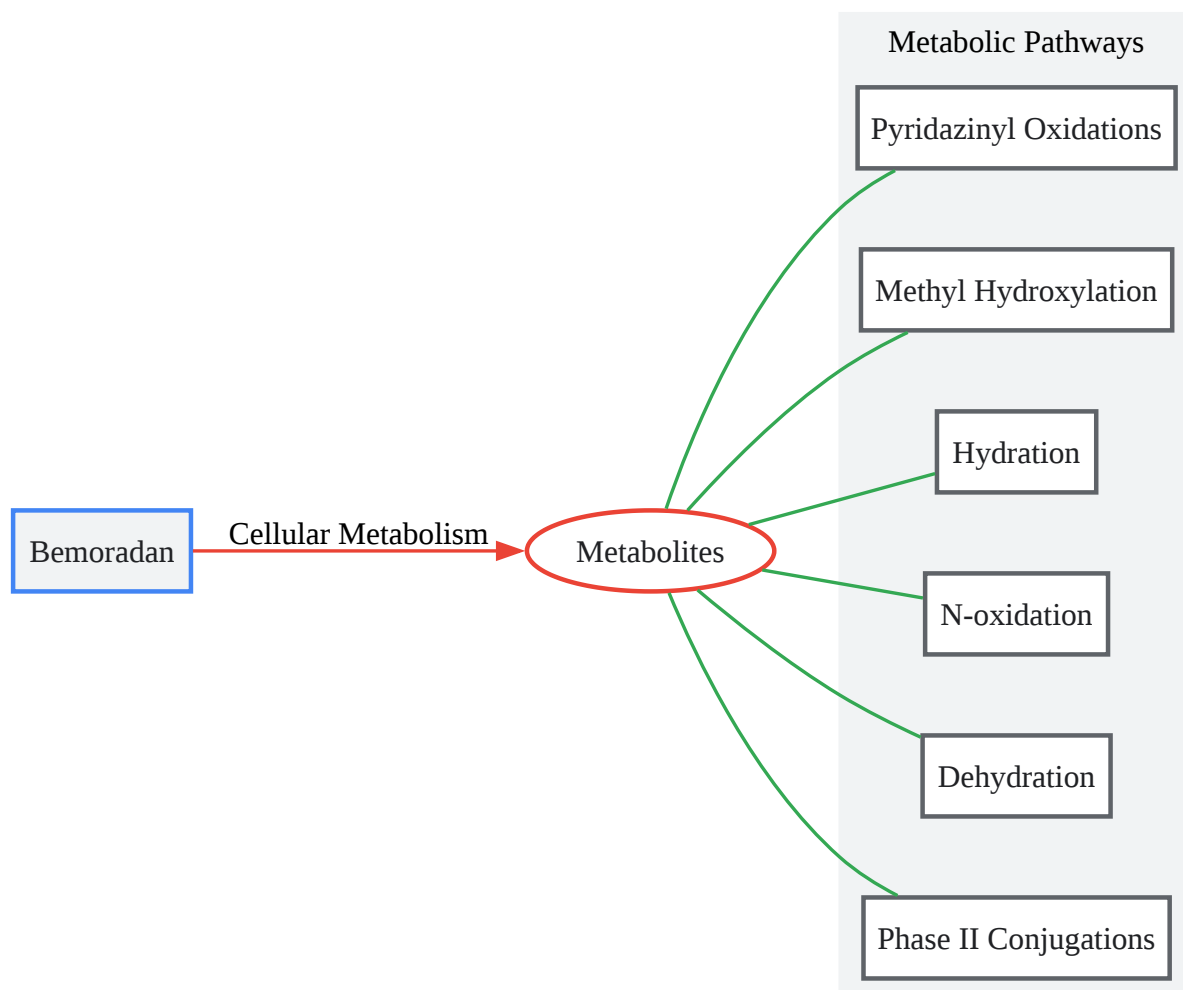 Metabolic Pathways
Pyridazinyl Oxidations
Methyl Hydroxylation
Hydration
Cellular Metabolism
Bemoradan
Metabolites
N-oxidation
Dehydration
Phase II Conjugations